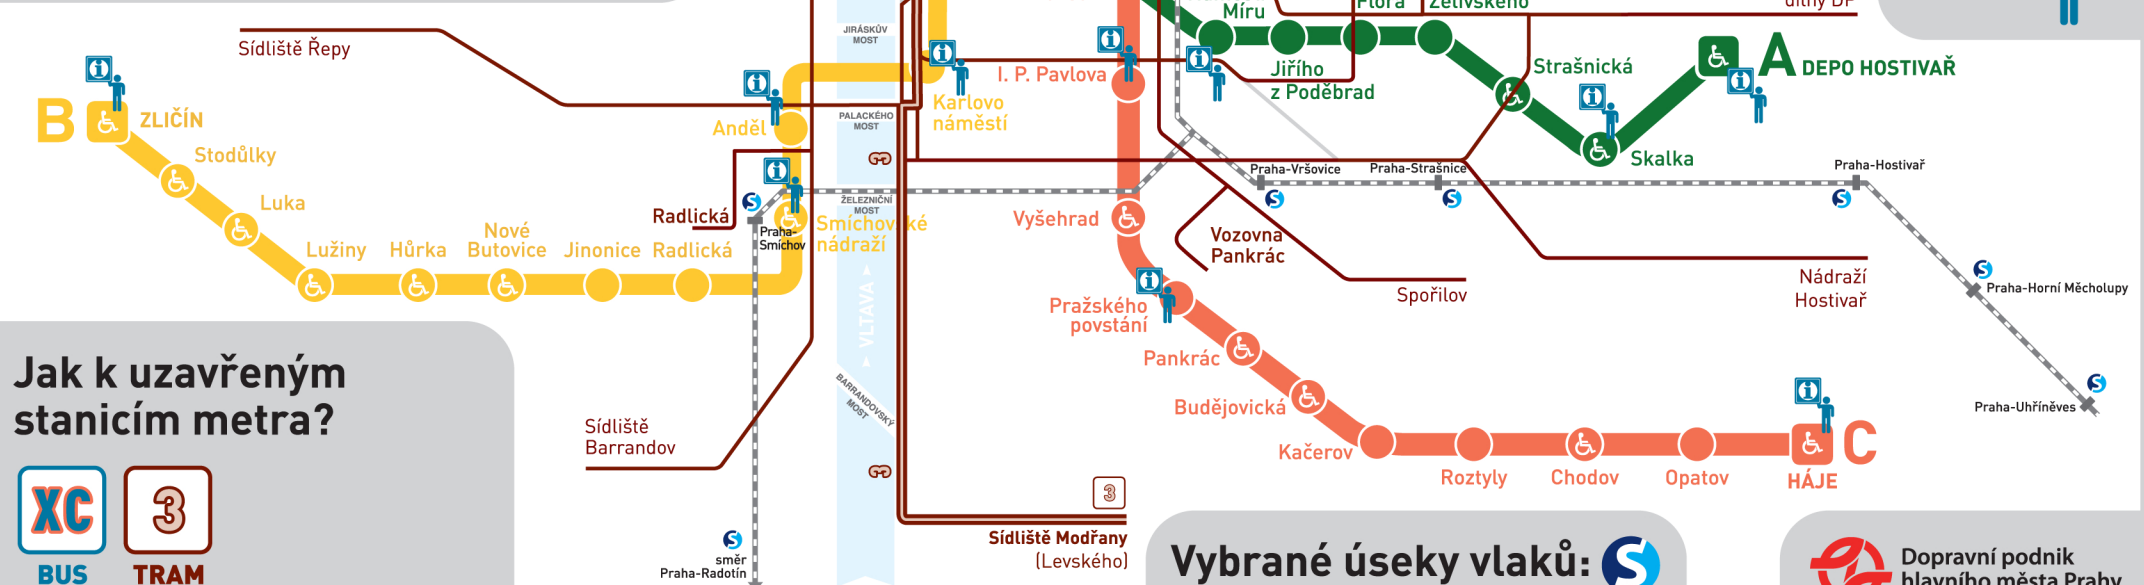 Míru
Flora
Želivského
dílny DP
JIRÁSKŮV
MOST
Sídliště Řepy
I. P. Pavlova
Jiřího
z Poděbrad
Strašnická
A DEPO HOSTIVAŘ
B ZLIČÍN
Karlovo
náměstí
Anděl
PALACKÉHO
MOST
Stodůlky
Skalka
Praha-Vršovice
Praha-Strašnice
Praha-Hostivař
Luka
Radlická
Praha-
Smíchov
Smíchovské
nádraží
ŽELEZNIČNÍ
MOST
Vyšehrad
Vozovna
Pankrác
Lužiny
Hůrka
Nové
Butovice
Jinonice
Radlická
Nádraží
Hostivař
Spořilov
Praha-Horní Měcholupy
VLTAVA
Pražského
povstání
Pankrác
Jak k uzavřeným
stanicím metra?
BARRANDOVSKÝ
MOST
Budějovická
Praha-Uhříněves
Sídliště
Barrandov
Kačerov
Roztyly
Chodov
Opatov
HÁJE
C
XC
3
BUS
TRAM
3
Sídliště Modřany
(Levského)
směr
Praha-Radotín
Vybrané úseky vlaků: S
Dopravní podnik
hlavního města Prahy